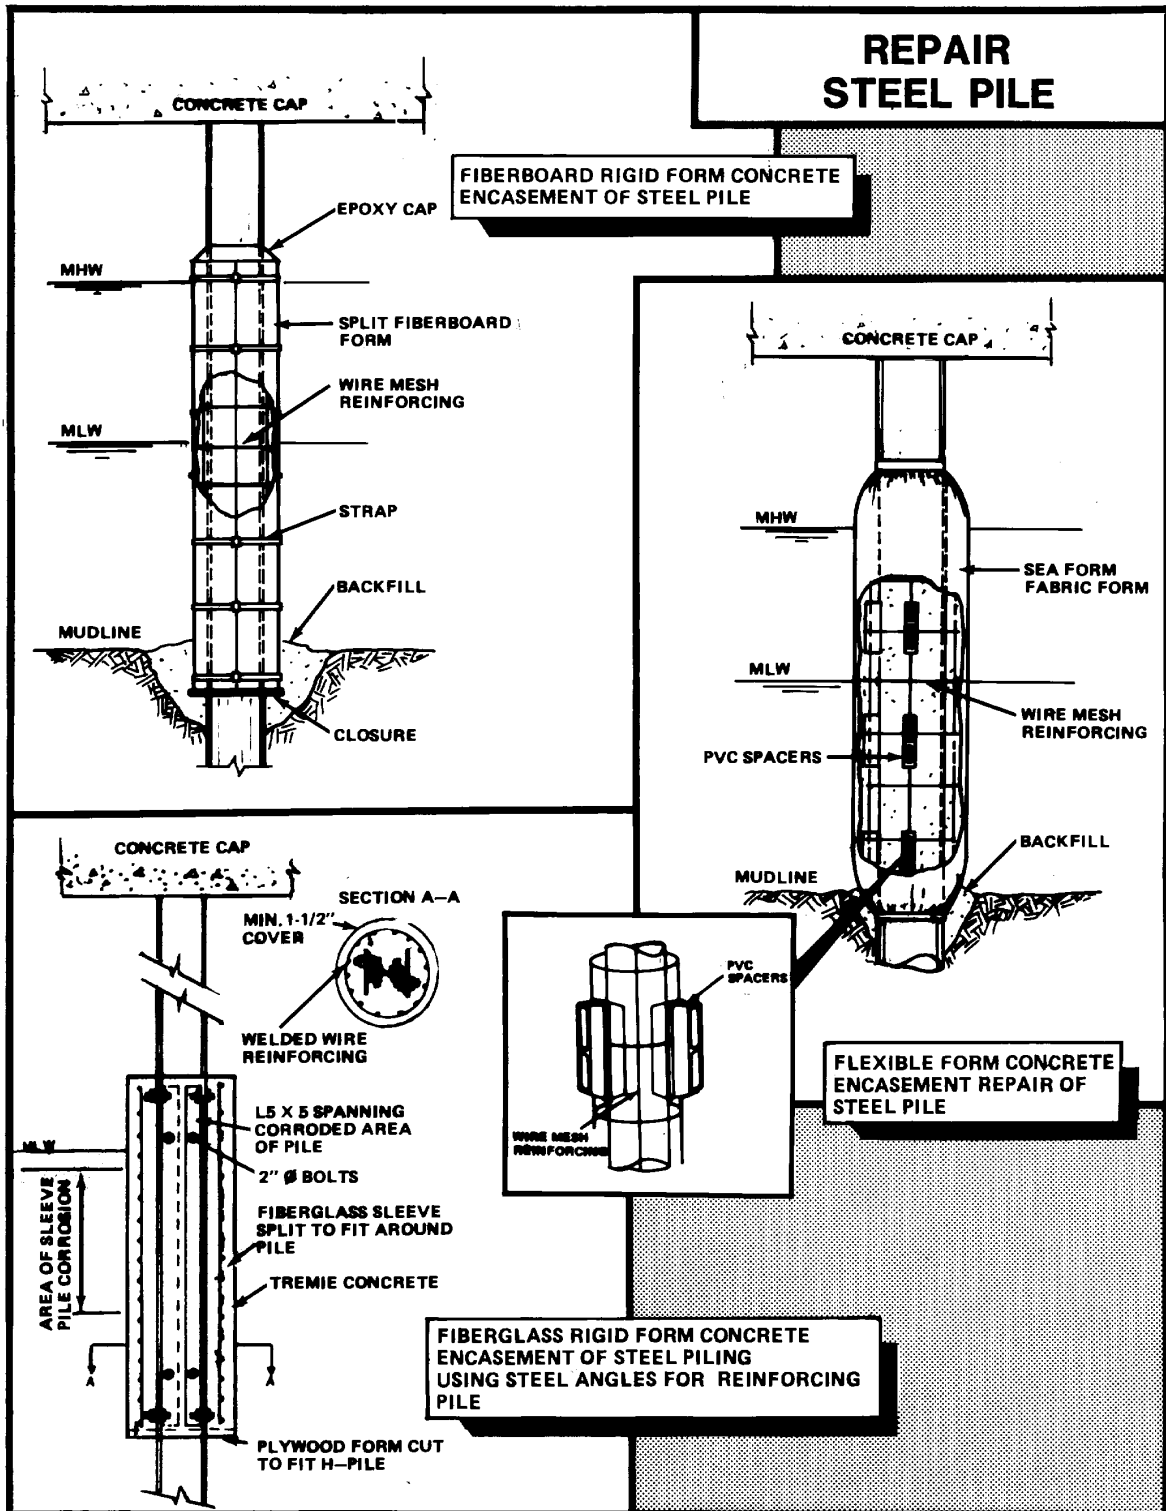 REPAIR
STEEL PILE
CONCRETE CAP
FIBERBOARD RIGID FORM CONCRETE
ENCASEMENT OF STEEL PILE
EPOXY CAP
MHW
SPLIT FIBERBOARD
FORM
WIRE MESH
REINFORCING
MLW
STRAP
BACKFILL
MUDLINE
CLOSURE
CONCRETE CAP
MHW
SEA FORM
FABRIC FORM
MLW
WIRE MESH
REINFORCING
PVC SPACERS
BACKFILL
MUDLINE
PVC
SPACERS
WIRE MESH
REINFORCING
FLEXIBLE FORM CONCRETE
ENCASEMENT REPAIR OF
STEEL PILE
CONCRETE CAP
SECTION A-A
MIN. 1-1/2"
COVER
WELDED WIRE
REINFORCING
L5 X 5 SPANNING
CORRODED AREA
OF PILE
MLW
2" Ø BOLTS
AREA OF SLEEVE
PILE CORROSION
FIBERGLASS SLEEVE
SPLIT TO FIT AROUND
PILE
TREMIE CONCRETE
A
A
PLYWOOD FORM CUT
TO FIT H-PILE
FIBERGLASS RIGID FORM CONCRETE
ENCASEMENT OF STEEL PILING
USING STEEL ANGLES FOR REINFORCING
PILE